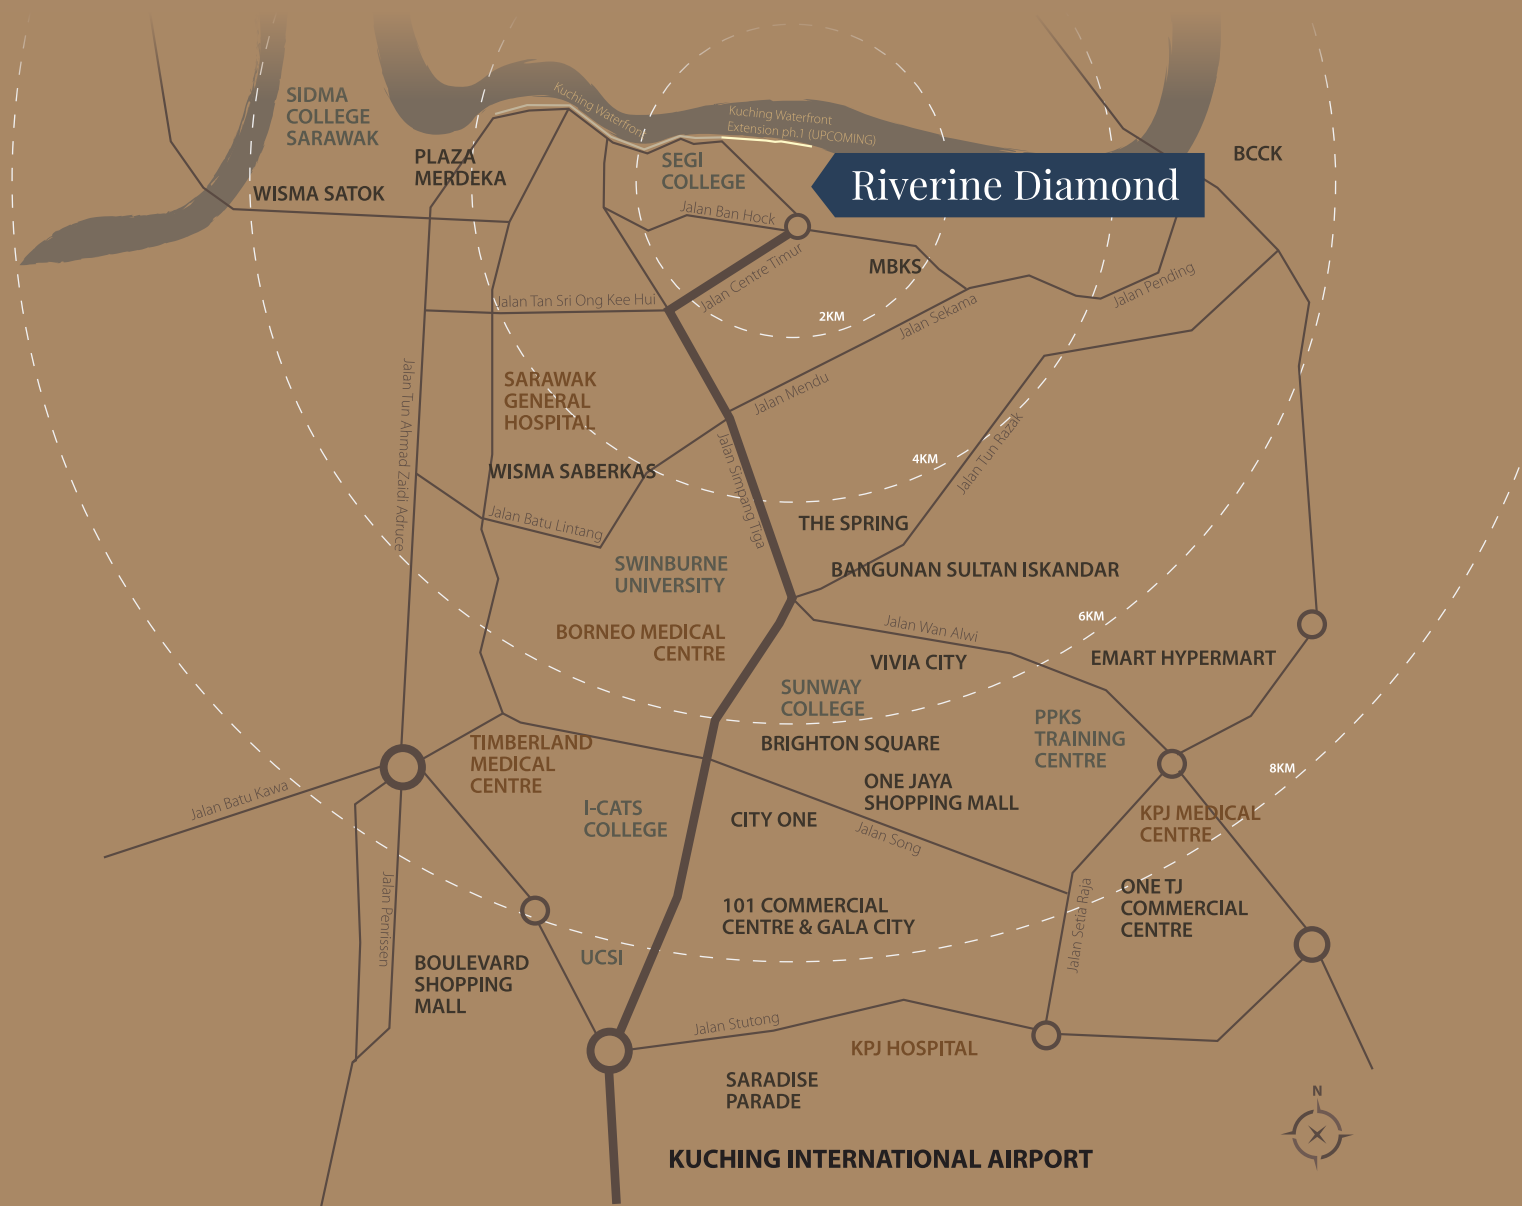 SIDMA
COLLEGE
SARAWAK
Kuching Waterfront
Kuching Waterfront
Extension ph.1 (UPCOMING)
PLAZA
MERDEKA
WISMA SATOK
SEGI
COLLEGE
Riverine Diamond
BCCK
Jalan Ban Hock
MBKS
Jalan Centre Timur
Jalan Pending
Jalan Tan Sri Ong Kee Hui
2KM
Jalan Sekama
Jalan Tun Ahmad Zaidi Adruce
SARAWAK
GENERAL
HOSPITAL
Jalan Mendu
WISMA SABERKAS
Jalan Simpang Tiga
4KM
Jalan Tun Razak
Jalan Batu Lintang
THE SPRING
SWINBURNE
UNIVERSITY
BANGUNAN SULTAN ISKANDAR
6KM
BORNEO MEDICAL
CENTRE
Jalan Wan Alwi
VIVIA CITY
EMART HYPERMART
SUNWAY
COLLEGE
PPKS
TRAINING
CENTRE
TIMBERLAND
MEDICAL
CENTRE
BRIGHTON SQUARE
8KM
ONE JAYA
SHOPPING MALL
Jalan Batu Kawa
I-CATS
COLLEGE
CITY ONE
Jalan Song
KPJ MEDICAL
CENTRE
Jalan Penrissen
101 COMMERCIAL
CENTRE & GALA CITY
Jalan Setia Raja
ONE TJ
COMMERCIAL
CENTRE
UCSI
BOULEVARD
SHOPPING
MALL
Jalan Stutong
KPJ HOSPITAL
SARADISE
PARADE
N
KUCHING INTERNATIONAL AIRPORT